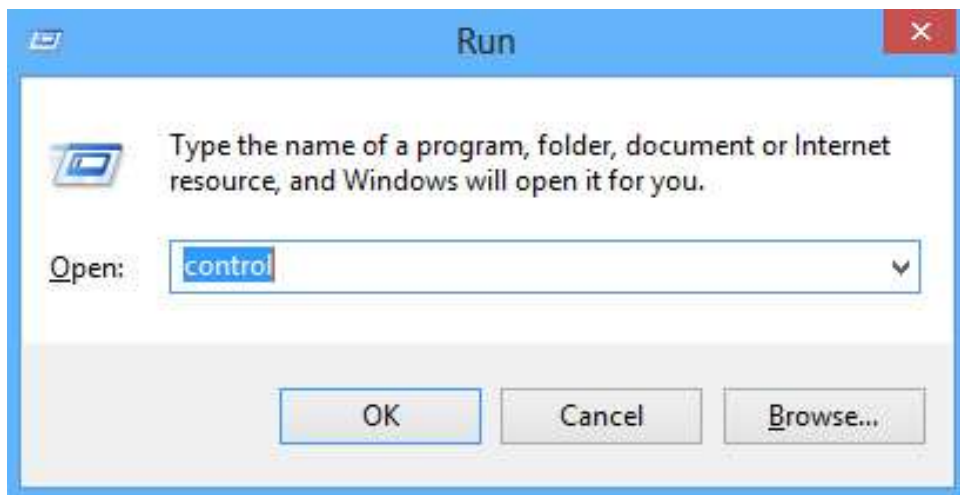 Run
Type the name of a program, folder, document or Internet
resource, and Windows will open it for you.
Open: control
OK Cancel Browse...